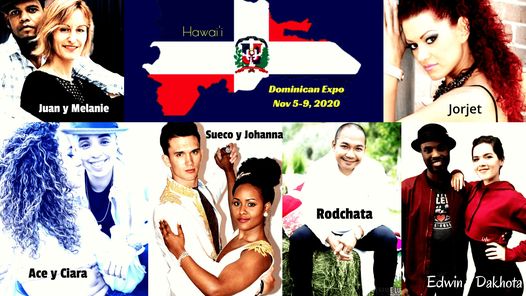 Hawai'i
Dominican Expo
Nov 5-9, 2020
Juan y Melanie
Jorjet
Sueco y Johanna
Ace y Ciara
Rodchata
Edwin y Dakhota